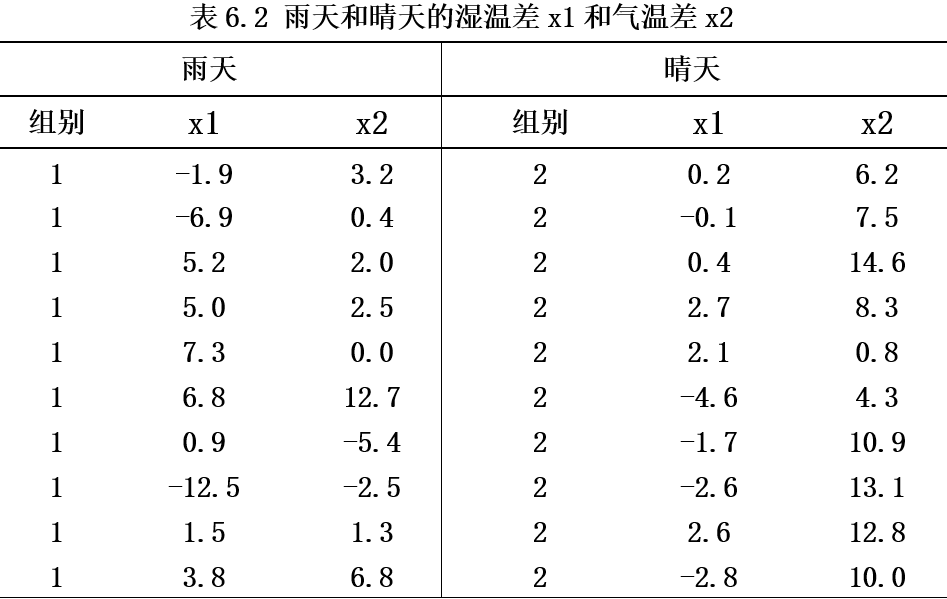 表 6.2 雨天和晴天的湿温差 x1 和气温差 x2
雨天 晴天
组别 x1 x2 组别 x1 x2
1 -1.9 3.2 2 0.2 6.2
1 -6.9 0.4 2 -0.1 7.5
1 5.2 2.0 2 0.4 14.6
1 5.0 2.5 2 2.7 8.3
1 7.3 0.0 2 2.1 0.8
1 6.8 12.7 2 -4.6 4.3
1 0.9 -5.4 2 -1.7 10.9
1 -12.5 -2.5 2 -2.6 13.1
1 1.5 1.3 2 2.6 12.8
1 3.8 6.8 2 -2.8 10.0